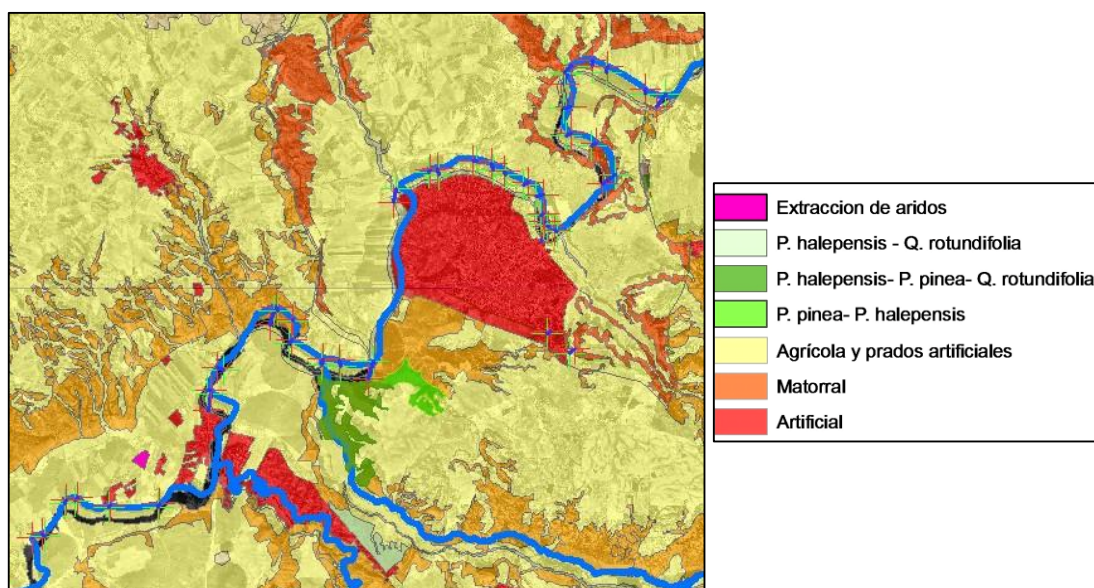 Extraccion de aridos
P. halepensis - Q. rotundifolia
P. halepensis- P. pinea- Q. rotundifolia
P. pinea- P. halepensis
Agrícola y prados artificiales
Matorral
Artificial